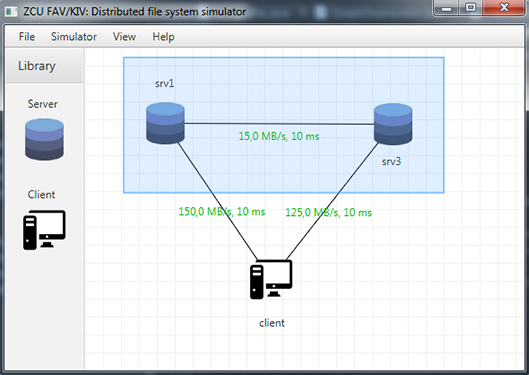 ZCU FAV/KIV: Distributed file system simulator
File Simulator View Help
Library
Server
Client
srv1
15,0 MB/s, 10 ms
srv3
150,0 MB/s, 10 ms
125,0 MB/s, 10 ms
client